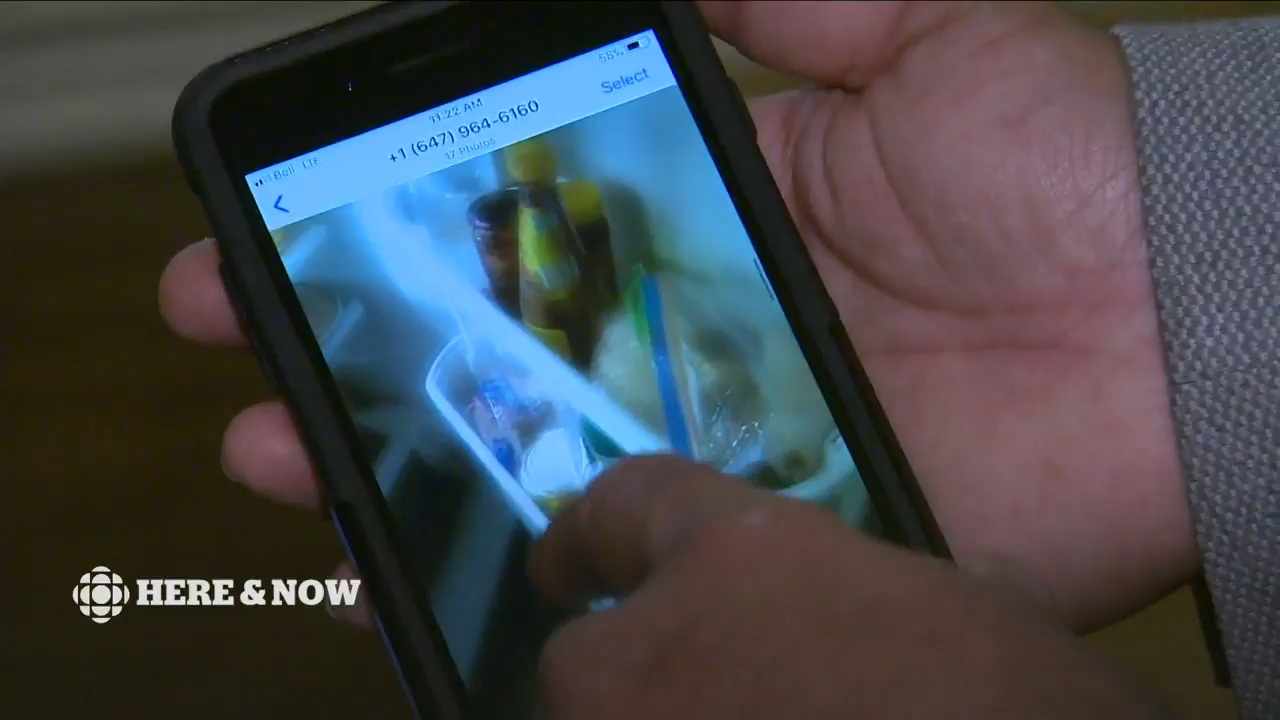 58%
Select
11:22 AM
+1 (647) 964-6160
17 Photos
Bell LTE
HERE & NOW